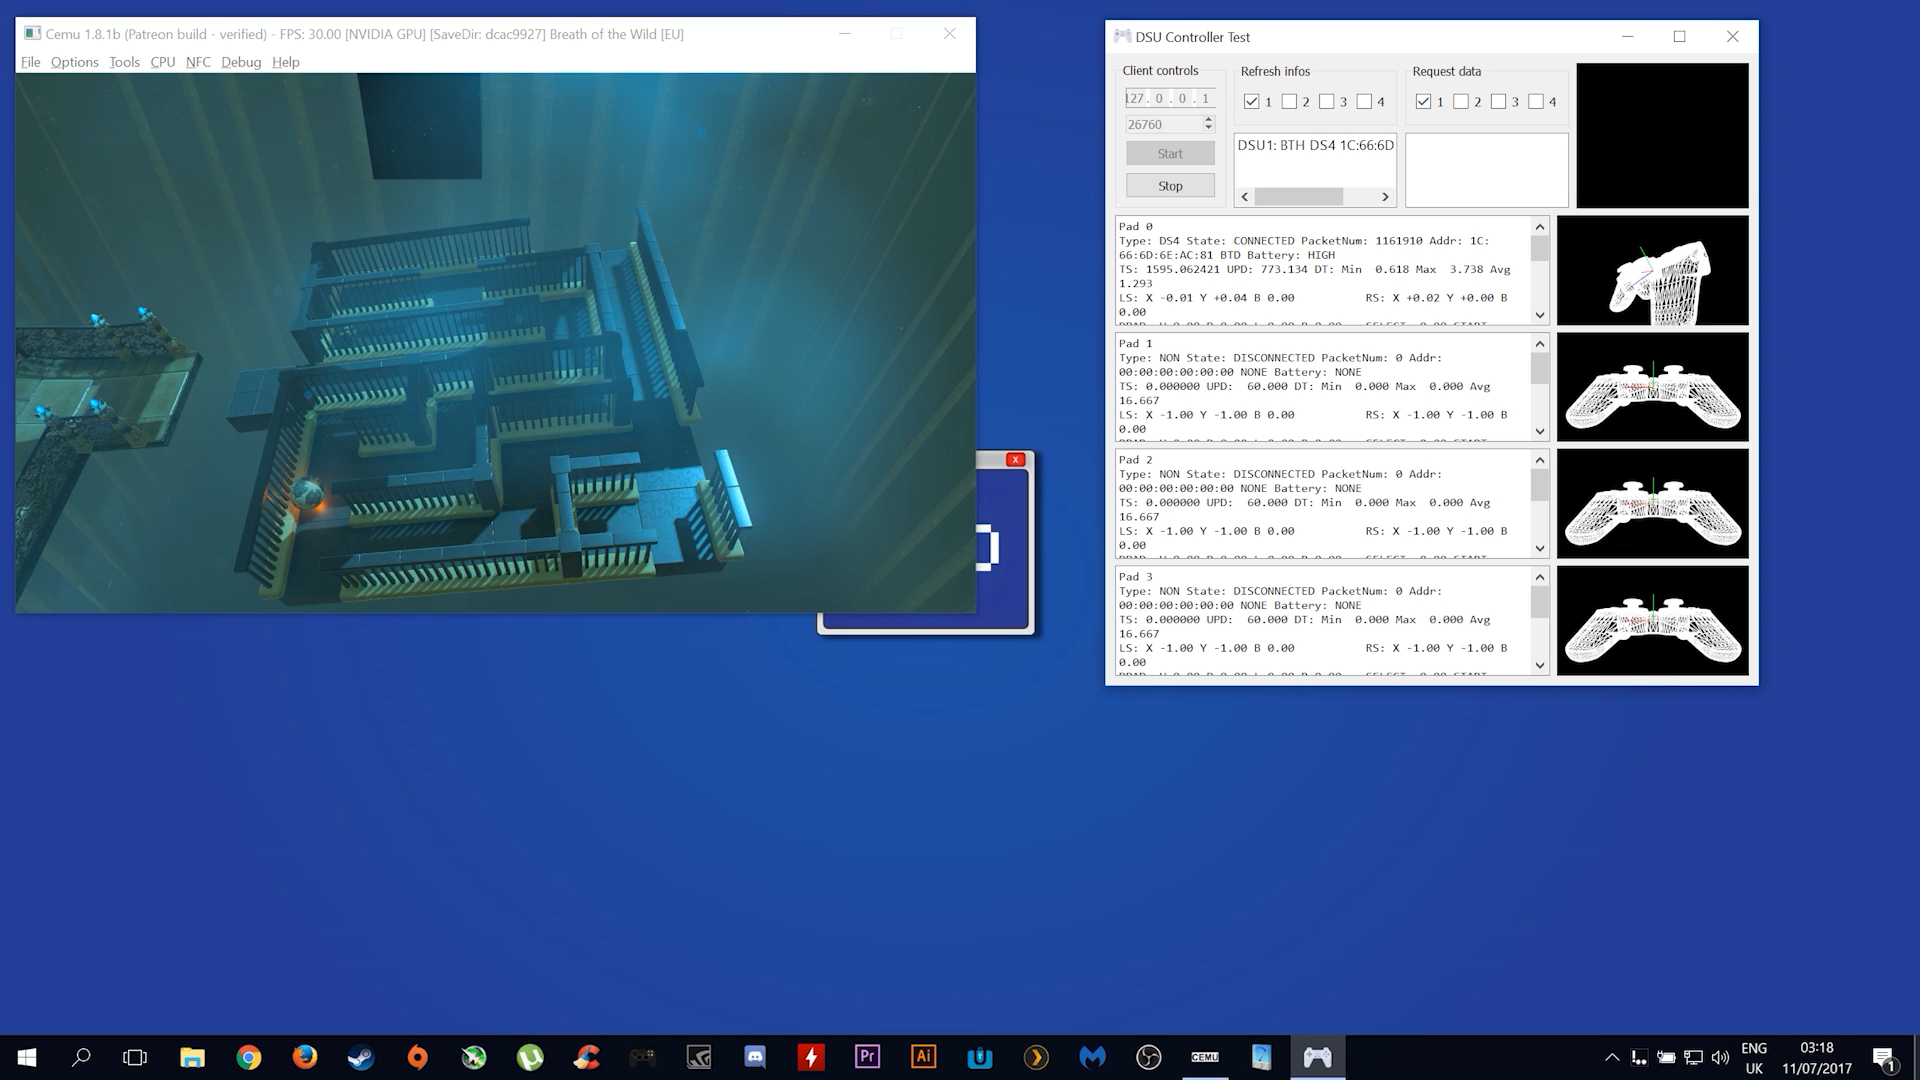 Cemu 1.8.1b (Patreon build - verified) - FPS: 30.00 [NVIDIA GPU] [SaveDir: dcac9927] Breath of the Wild [EU]
File Options Tools CPU NFC Debug Help
X
DSU Controller Test
Client controls
127 . 0 . 0 . 1
26760
Start
Stop
Refresh infos
1 2 3 4
DSU1: BTH DS4 1C:66:6D
Request data
1 2 3 4
Pad 0
Type: DS4 State: CONNECTED PacketNum: 1161910 Addr: 1C:
66:6D:6E:AC:81 BTD Battery: HIGH
TS: 1595.062421 UPD: 773.134 DT: Min 0.618 Max 3.738 Avg
1.293
LS: X -0.01 Y +0.04 B 0.00 RS: X +0.02 Y +0.00 B
0.00
Pad 1
Type: NON State: DISCONNECTED PacketNum: 0 Addr:
00:00:00:00:00:00 NONE Battery: NONE
TS: 0.000000 UPD: 60.000 DT: Min 0.000 Max 0.000 Avg
16.667
LS: X -1.00 Y -1.00 B 0.00 RS: X -1.00 Y -1.00 B
0.00
Pad 2
Type: NON State: DISCONNECTED PacketNum: 0 Addr:
00:00:00:00:00:00 NONE Battery: NONE
TS: 0.000000 UPD: 60.000 DT: Min 0.000 Max 0.000 Avg
16.667
LS: X -1.00 Y -1.00 B 0.00 RS: X -1.00 Y -1.00 B
0.00
Pad 3
Type: NON State: DISCONNECTED PacketNum: 0 Addr:
00:00:00:00:00:00 NONE Battery: NONE
TS: 0.000000 UPD: 60.000 DT: Min 0.000 Max 0.000 Avg
16.667
LS: X -1.00 Y -1.00 B 0.00 RS: X -1.00 Y -1.00 B
0.00
Pr
Ai
CEMU
ENG
UK
03:18
11/07/2017
1